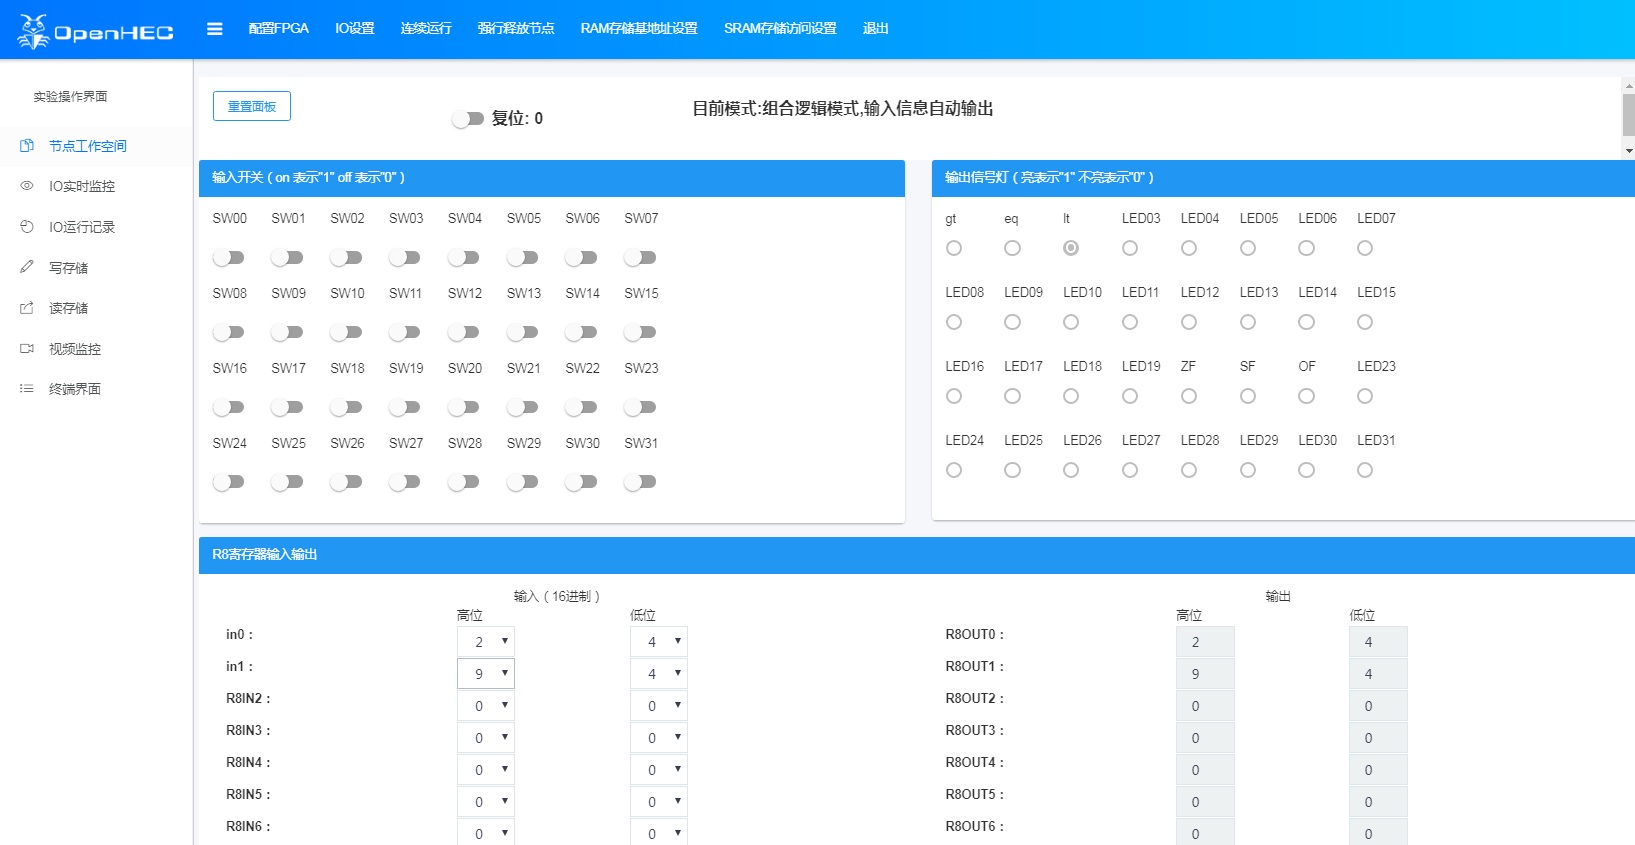 OpenHEC 配置FPGA IO设置 连续运行 强行释放节点 RAM存储基地址设置 SRAM存储访问设置 退出
实验操作界面
节点工作空间
IO实时监控
IO运行记录
写存储
读存储
视频监控
终端界面
重置面板
复位: 0
目前模式:组合逻辑模式,输入信息自动输出
输入开关（on 表示"1" off 表示"0"）
SW00 SW01 SW02 SW03 SW04 SW05 SW06 SW07
SW08 SW09 SW10 SW11 SW12 SW13 SW14 SW15
SW16 SW17 SW18 SW19 SW20 SW21 SW22 SW23
SW24 SW25 SW26 SW27 SW28 SW29 SW30 SW31
输出信号灯（亮表示"1" 不亮表示"0"）
gt eq lt LED03 LED04 LED05 LED06 LED07
LED08 LED09 LED10 LED11 LED12 LED13 LED14 LED15
LED16 LED17 LED18 LED19 ZF SF OF LED23
LED24 LED25 LED26 LED27 LED28 LED29 LED30 LED31
R8寄存器输入输出
输入（16进制）
高位 低位
in0： 2 4
in1： 9 4
R8IN2： 0 0
R8IN3： 0 0
R8IN4： 0 0
R8IN5： 0 0
R8IN6： 0 0
输出
高位 低位
R8OUT0： 2 4
R8OUT1： 9 4
R8OUT2： 0 0
R8OUT3： 0 0
R8OUT4： 0 0
R8OUT5： 0 0
R8OUT6： 0 0